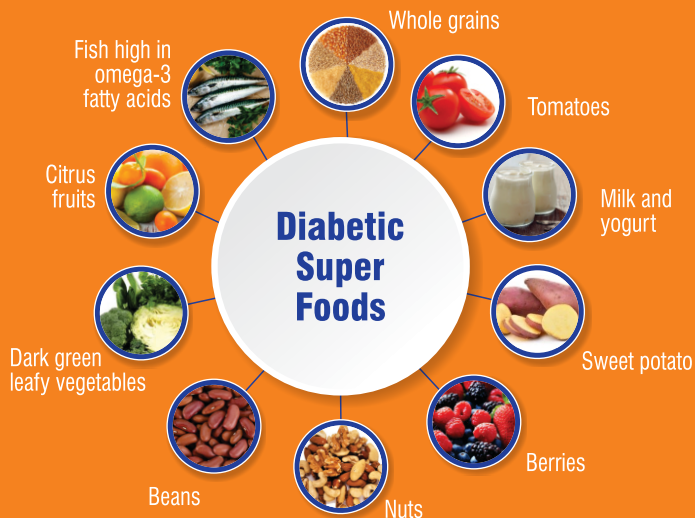 Diabetic
Super
Foods
Whole grains
Tomatoes
Milk and
yogurt
Sweet potato
Berries
Nuts
Beans
Dark green
leafy vegetables
Citrus
fruits
Fish high in
omega-3
fatty acids